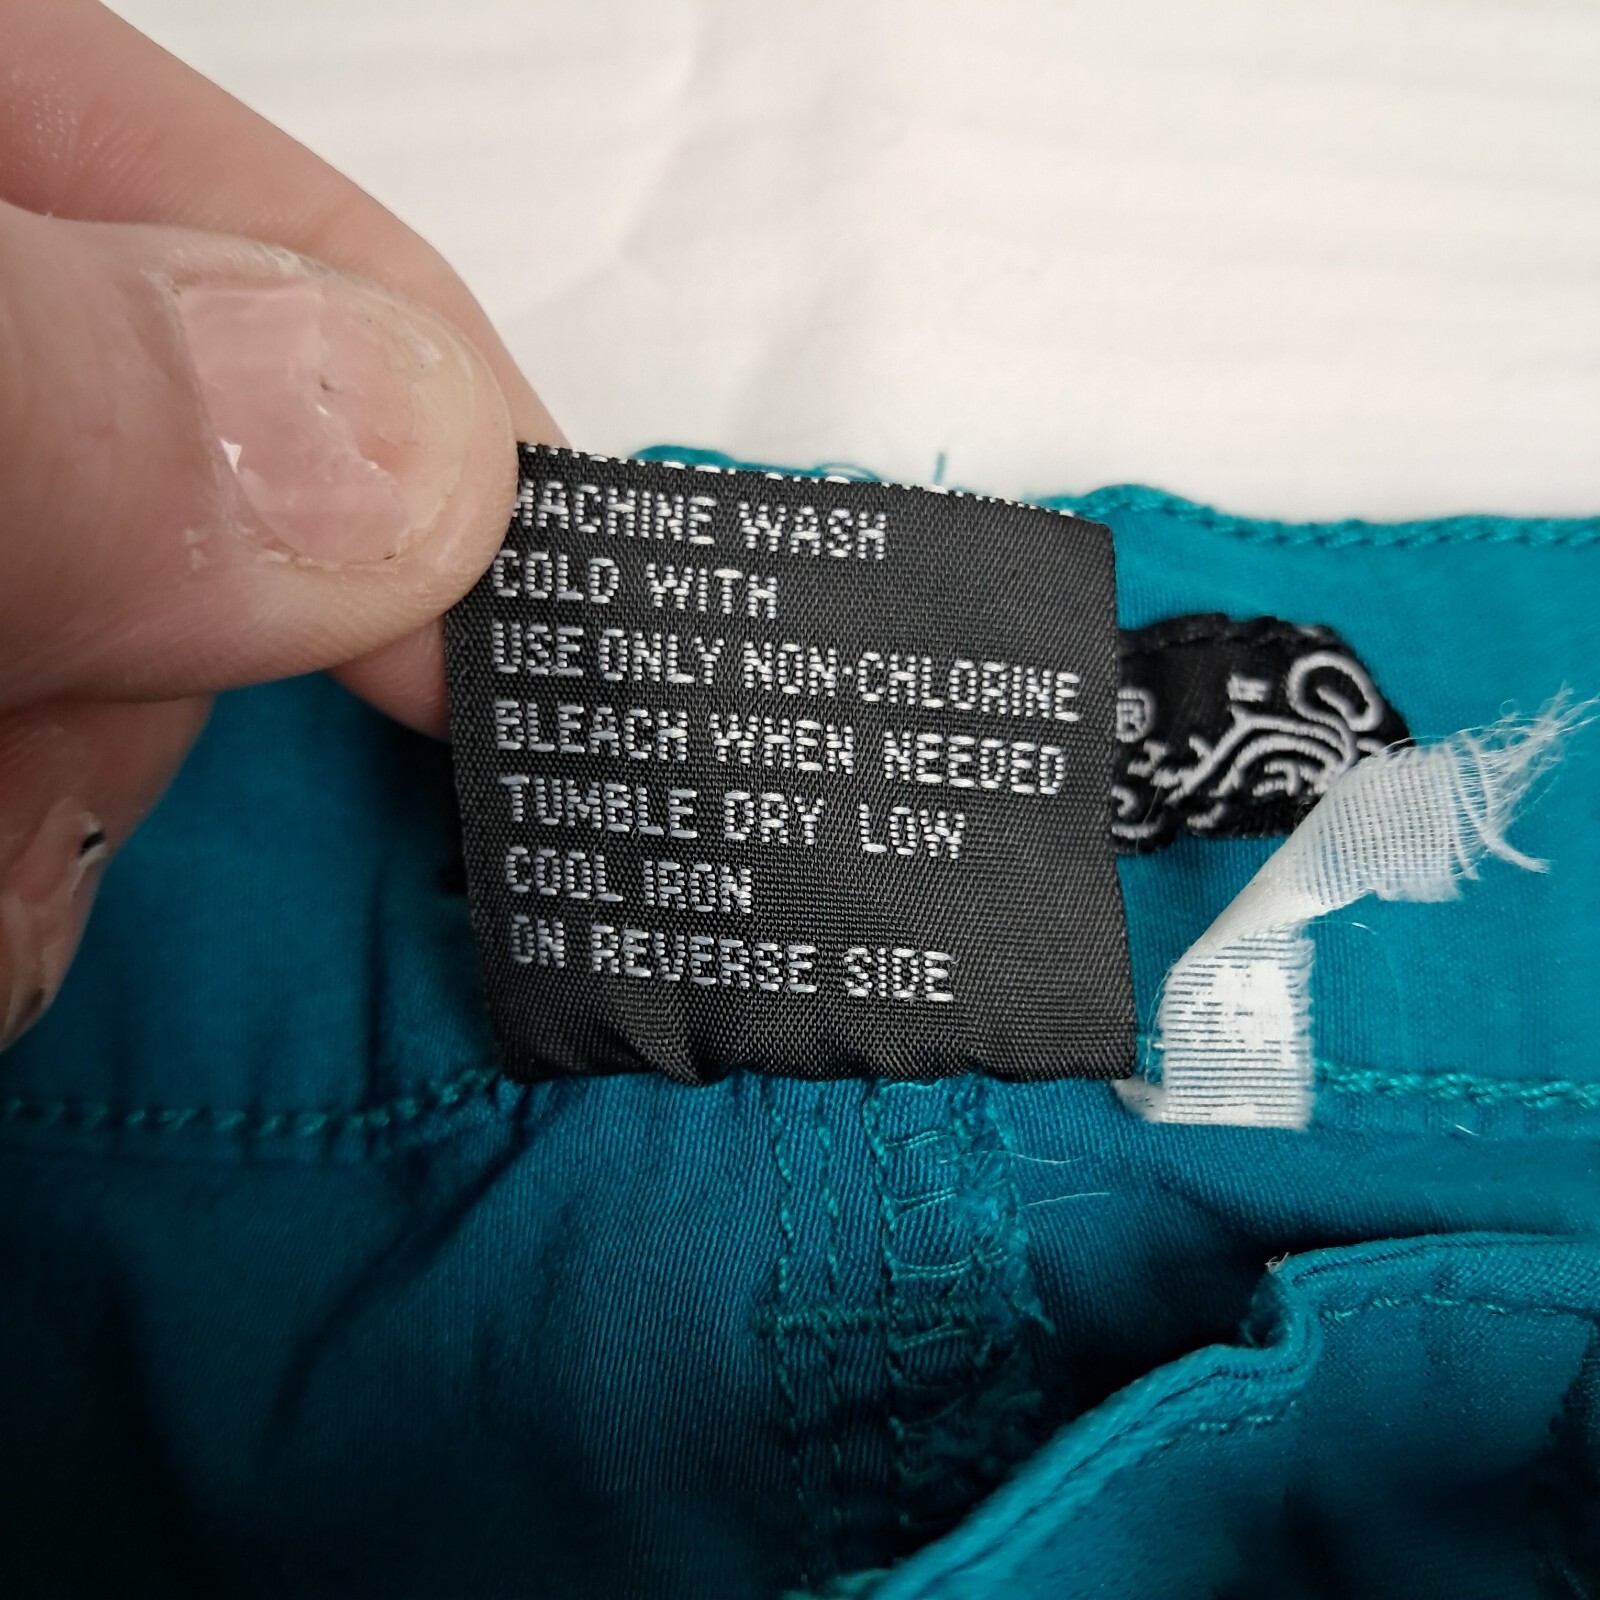 MACHINE WASH
COLD WITH
USE ONLY NON-CHLORINE
BLEACH WHEN NEEDED
TUMBLE DRY LOW
COOL IRON
ON REVERSE SIDE
®